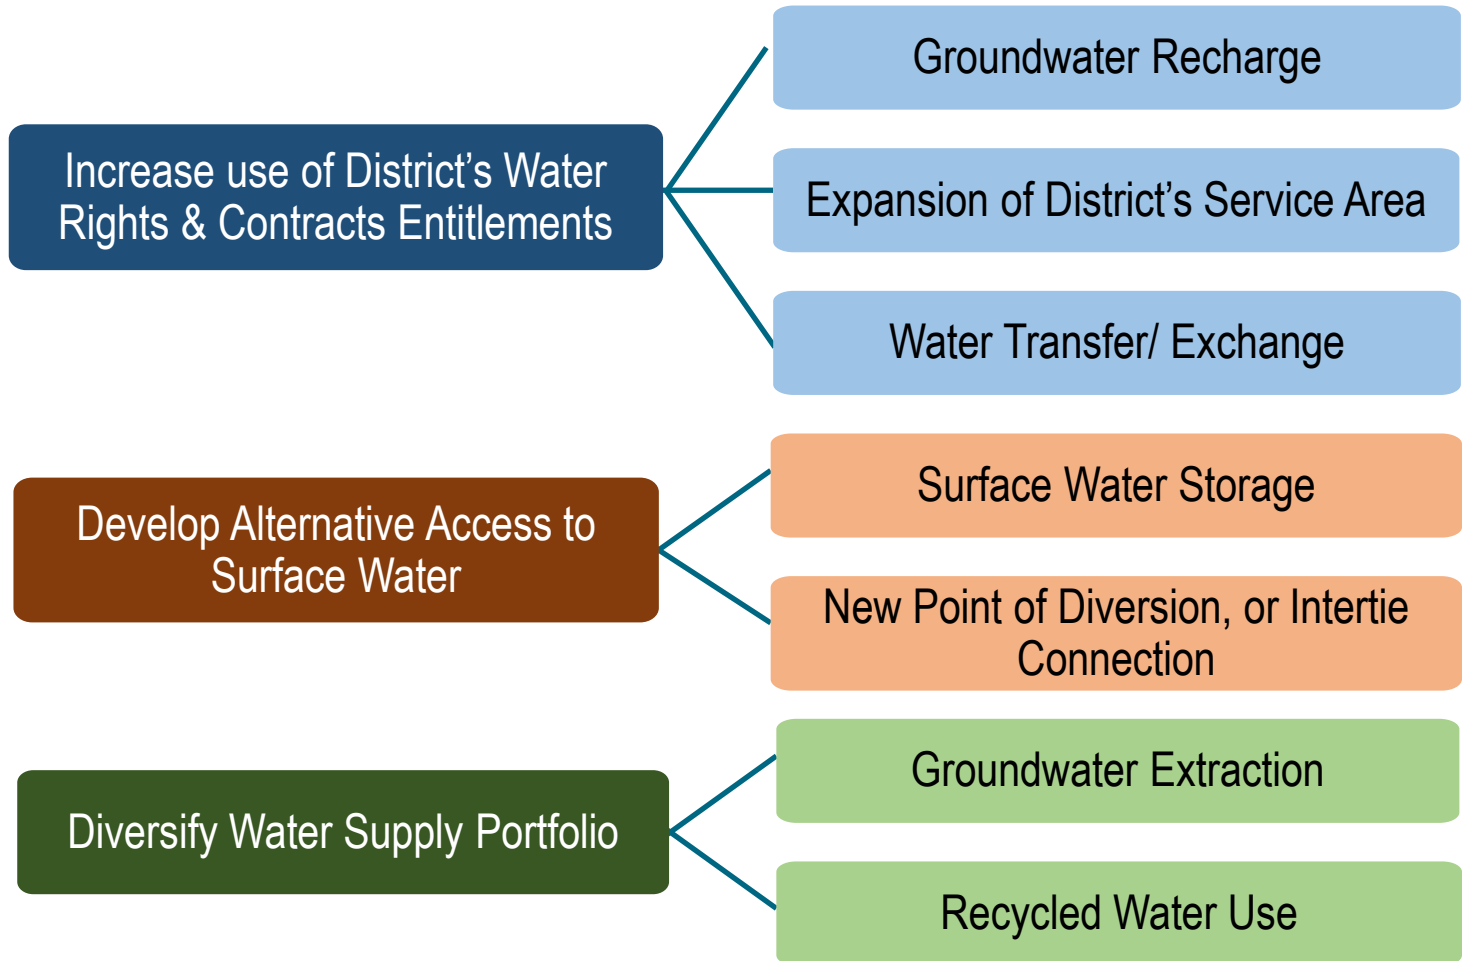 Increase use of District’s Water
Rights & Contracts Entitlements
Groundwater Recharge
Expansion of District’s Service Area
Water Transfer/ Exchange
Develop Alternative Access to
Surface Water
Surface Water Storage
New Point of Diversion, or Intertie
Connection
Diversify Water Supply Portfolio
Groundwater Extraction
Recycled Water Use